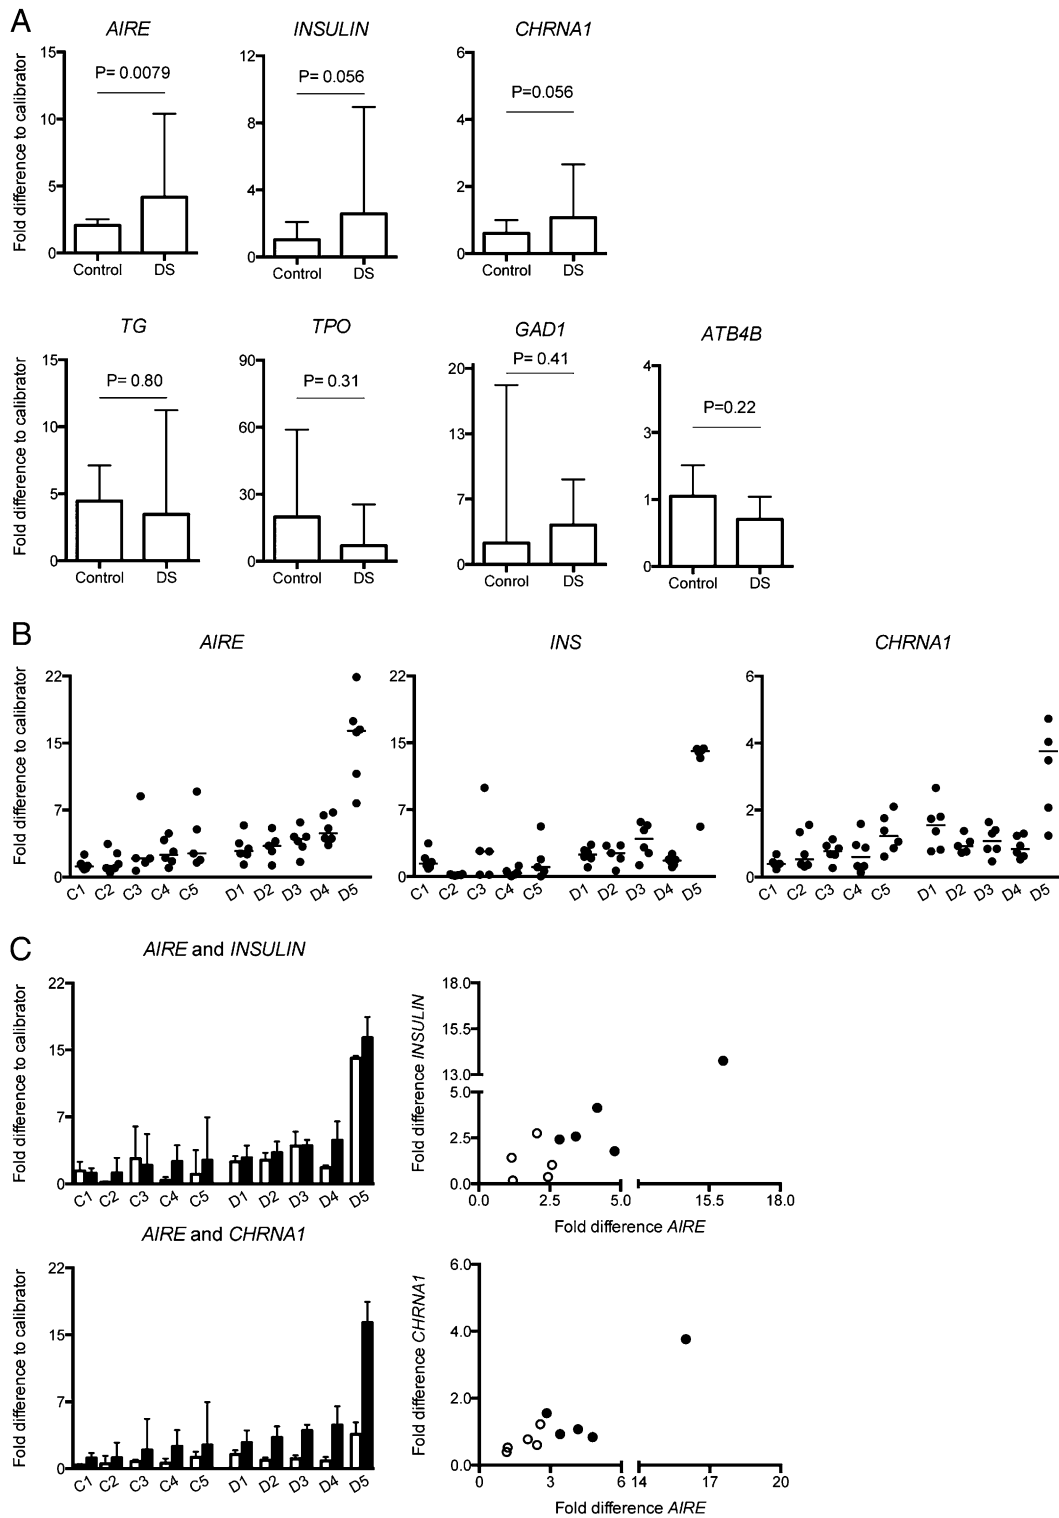 A
AIRE
INSULIN
CHRNA1
Fold difference to calibrator
15
10
5
0
P= 0.0079
Control
DS
12
8
4
0
P= 0.056
Control
DS
6
4
2
0
P=0.056
Control
DS
TG
TPO
GAD1
ATB4B
Fold difference to calibrator
15
10
5
0
P= 0.80
Control
DS
90
60
30
0
P= 0.31
Control
DS
20
13
7
0
P= 0.41
Control
DS
4
3
1
0
P=0.22
Control
DS
B
AIRE
INS
CHRNA1
Fold difference to calibrator
22
15
7
0
C1 C2 C3 C4 C5 D1 D2 D3 D4 D5
22
15
7
0
C1 C2 C3 C4 C5 D1 D2 D3 D4 D5
6
4
2
0
C1 C2 C3 C4 C5 D1 D2 D3 D4 D5
C
AIRE and INSULIN
Fold difference to calibrator
22
15
7
0
C1 C2 C3 C4 C5 D1 D2 D3 D4 D5
Fold difference INSULIN
18.0
15.5
13.0
5.0
2.5
0.0
0.0 2.5 5.0 15.5 18.0
Fold difference AIRE
AIRE and CHRNA1
Fold difference to calibrator
22
15
7
0
C1 C2 C3 C4 C5 D1 D2 D3 D4 D5
Fold difference CHRNA1
6.0
4.0
2.0
0.0
0 3 6 14 17 20
Fold difference AIRE